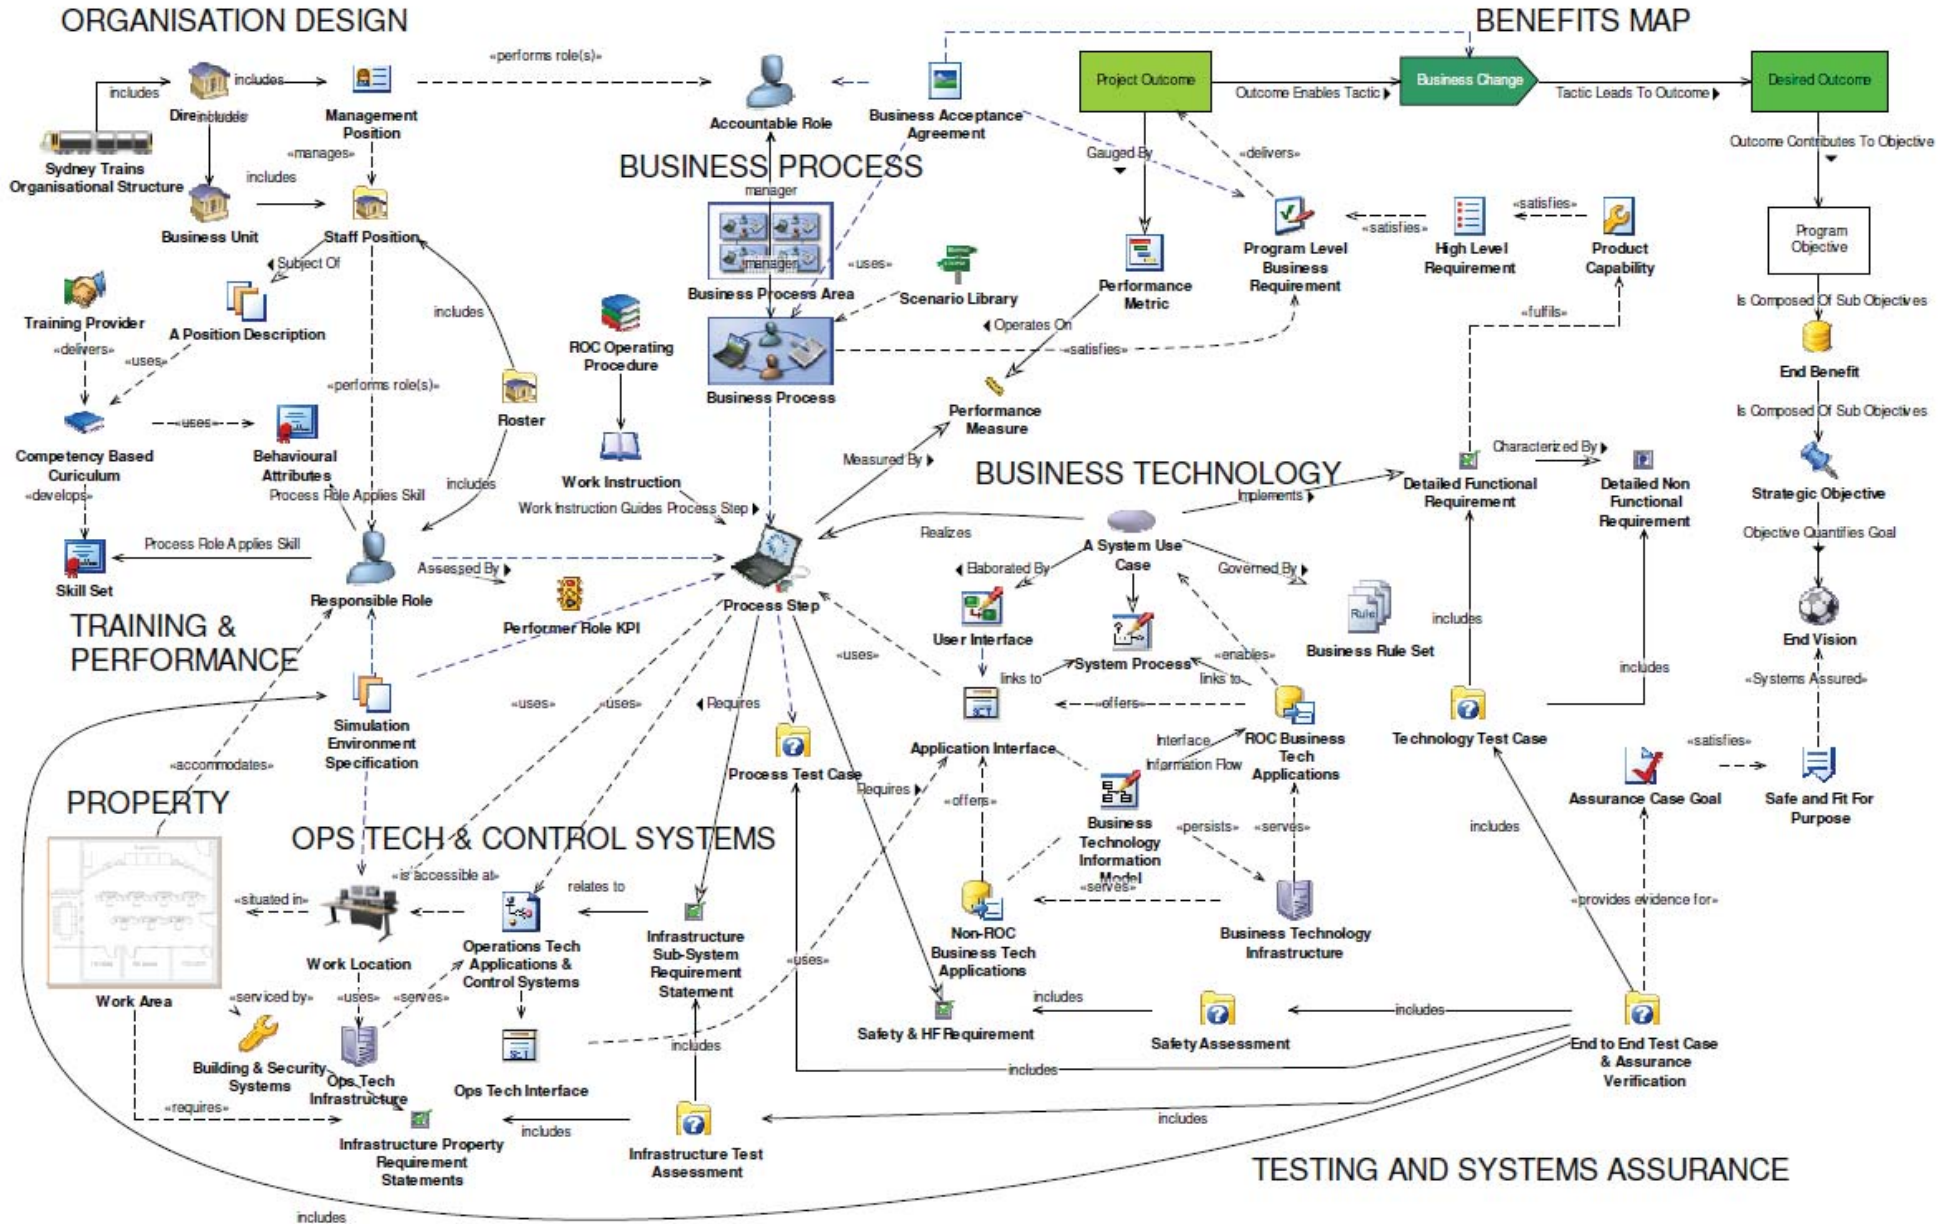 ORGANISATION DESIGN
BENEFITS MAP
«performs role(s)»
includes
includes
includes
Management
Position
Accountable Role
Business Acceptance
Agreement
Project Outcome
Outcome Enables Tactic
Business Change
Tactic Leads To Outcome
Desired Outcome
Sydney Trains
Organisational Structure
«manages»
includes
Business Unit
Staff Position
BUSINESS PROCESS
manager
manager
Business Process Area
«uses»
Scenario Library
Gauged By
«delivers»
Outcome Contributes To Objective
Program Level
Business
Requirement
«satisfies»
High Level
Requirement
«satisfies»
Product
Capability
Program
Objective
Performance
Metric
Subject Of
Training Provider
A Position Description
«delivers»
«uses»
includes
ROC Operating
Procedure
Operates On
«satisfies»
«fulfils»
Is Composed Of Sub Objectives
End Benefit
Business Process
«performs role(s)»
Roster
Performance
Measure
Is Composed Of Sub Objectives
«uses»
Competency Based
Curiculum
Behavioural
Attributes
«develops»
Process Role Applies Skill
includes
Work Instruction
Work Instruction Guides Process Step
Measured By
BUSINESS TECHNOLOGY
Implements
Detailed Functional
Requirement
Characterized By
Detailed Non
Functional
Requirement
Strategic Objective
Objective Quantifies Goal
Process Role Applies Skill
Skill Set
Responsible Role
Assessed By
Performer Role KPI
Process Step
Realizes
A System Use
Case
Elaborated By
Governed By
User Interface
System Process
Rule
Business Rule Set
includes
End Vision
TRAINING &
PERFORMANCE
«uses»
«enables»
links to
links to
includes
«Systems Assured»
Simulation
Environment
Specification
«uses»
«uses»
Requires
«offers»
Application Interface
ROC Business
Tech
Applications
Technology Test Case
«satisfies»
Process Test Case
Interface
Information Flow
«accommodates»
Requires
«offers»
Assurance Case Goal
Safe and Fit For
Purpose
PROPERTY
OPS TECH & CONTROL SYSTEMS
Business
Technology
Information
Model
«persists»
«serves»
includes
«is accessible at»
relates to
«situated in»
«serves»
«provides evidence for»
Work Location
Operations Tech
Applications &
Control Systems
Infrastructure
Sub-System
Requirement
Statement
Non-ROC
Business Tech
Applications
Business Technology
Infrastructure
«uses»
Work Area
«serviced by»
«uses»
«serves»
includes
includes
Safety & HF Requirement
Safety Assessment
End to End Test Case
& Assurance
Verification
Building & Security
Systems
Ops Tech
Infrastructure
Ops Tech Interface
includes
includes
«requires»
includes
includes
Infrastructure Property
Requirement
Statements
Infrastructure Test
Assessment
TESTING AND SYSTEMS ASSURANCE
includes